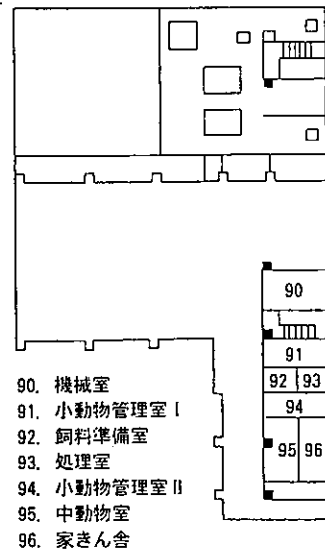 90
91
92 93
94
95 96
90. 機械室
91. 小動物管理室 I
92. 飼料準備室
93. 処理室
94. 小動物管理室 II
95. 中動物室
96. 家きん舎